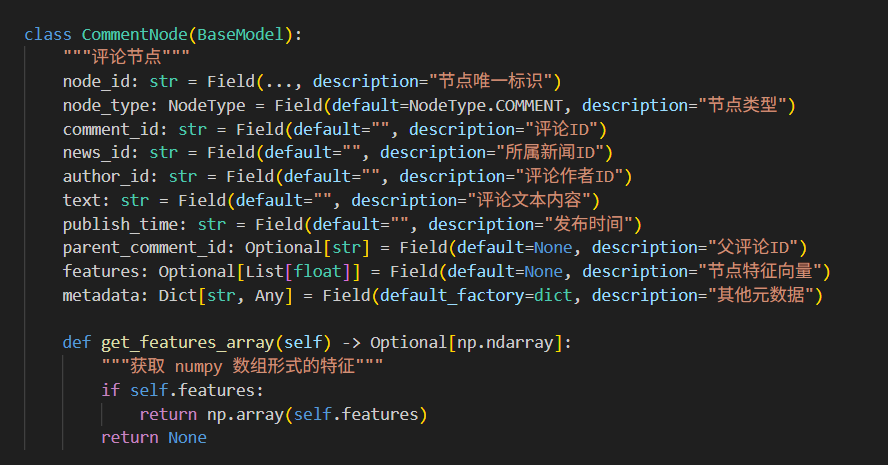 class CommentNode(BaseModel):
    """评论节点"""
    node_id: str = Field(..., description="节点唯一标识")
    node_type: NodeType = Field(default=NodeType.COMMENT, description="节点类型")
    comment_id: str = Field(default="", description="评论ID")
    news_id: str = Field(default="", description="所属新闻ID")
    author_id: str = Field(default="", description="评论作者ID")
    text: str = Field(default="", description="评论文本内容")
    publish_time: str = Field(default="", description="发布时间")
    parent_comment_id: Optional[str] = Field(default=None, description="父评论ID")
    features: Optional[List[float]] = Field(default=None, description="节点特征向量")
    metadata: Dict[str, Any] = Field(default_factory=dict, description="其他元数据")

    def get_features_array(self) -> Optional[np.ndarray]:
        """获取 numpy 数组形式的特征"""
        if self.features:
            return np.array(self.features)
        return None